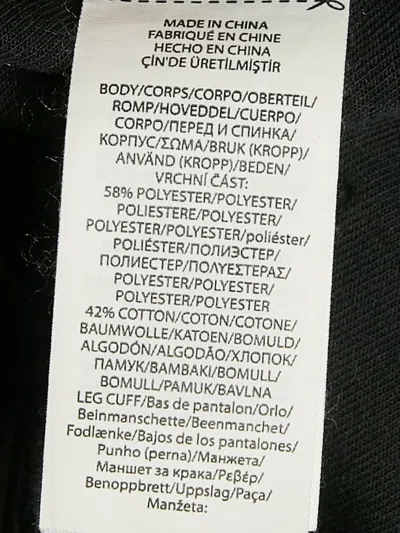 MADE IN CHINA
FABRIQUÉ EN CHINE
HECHO EN CHINA
ÇİN'DE ÜRETİLMİŞTİR
BODY/CORPS/CORPO/OBERTEIL/
ROMP/HOVEDDEL/CUERPO/
CORPO/ПЕРЕД И СПИНКА/
КОРПУС/ΣΩΜΑ/BRUK (KROPP)/
ANVÄND (KROPP)/BEDEN/
VRCHNÍ ČÁST:
58% POLYESTER/POLYESTER/
POLIESTERE/POLYESTER/
POLYESTER/POLYESTER/poliéster/
POLIÉSTER/ПОЛИЭСТЕР/
ПОЛИЕСТЕР/ΠΟΛΥΕΣΤΕΡΑΣ/
POLYESTER/POLYESTER/
POLYESTER/POLYESTER
42% COTTON/COTON/COTONE/
BAUMWOLLE/KATOEN/BOMULD/
ALGODÓN/ALGODÃO/ХЛОПОК/
ПАМУК/ΒΑΜΒΑΚΙ/BOMULL/
BOMULL/PAMUK/BAVLNA
LEG CUFF/Bas de pantalon/Orlo/
Beinmanschette/Beenmanchet/
Fodlænke/Bajos de los pantalones/
Punho (perna)/Манжета/
Маншет за крака/Ρεβέρ/
Benoppbrett/Uppslag/Paça/
Manžeta: